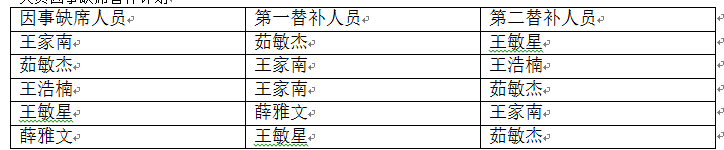 因事缺席人员 第一替补人员 第二替补人员
王家南 茹敏杰 王敏星
茹敏杰 王家南 王浩楠
王浩楠 王家南 茹敏杰
王敏星 薛雅文 王家南
薛雅文 王敏星 茹敏杰